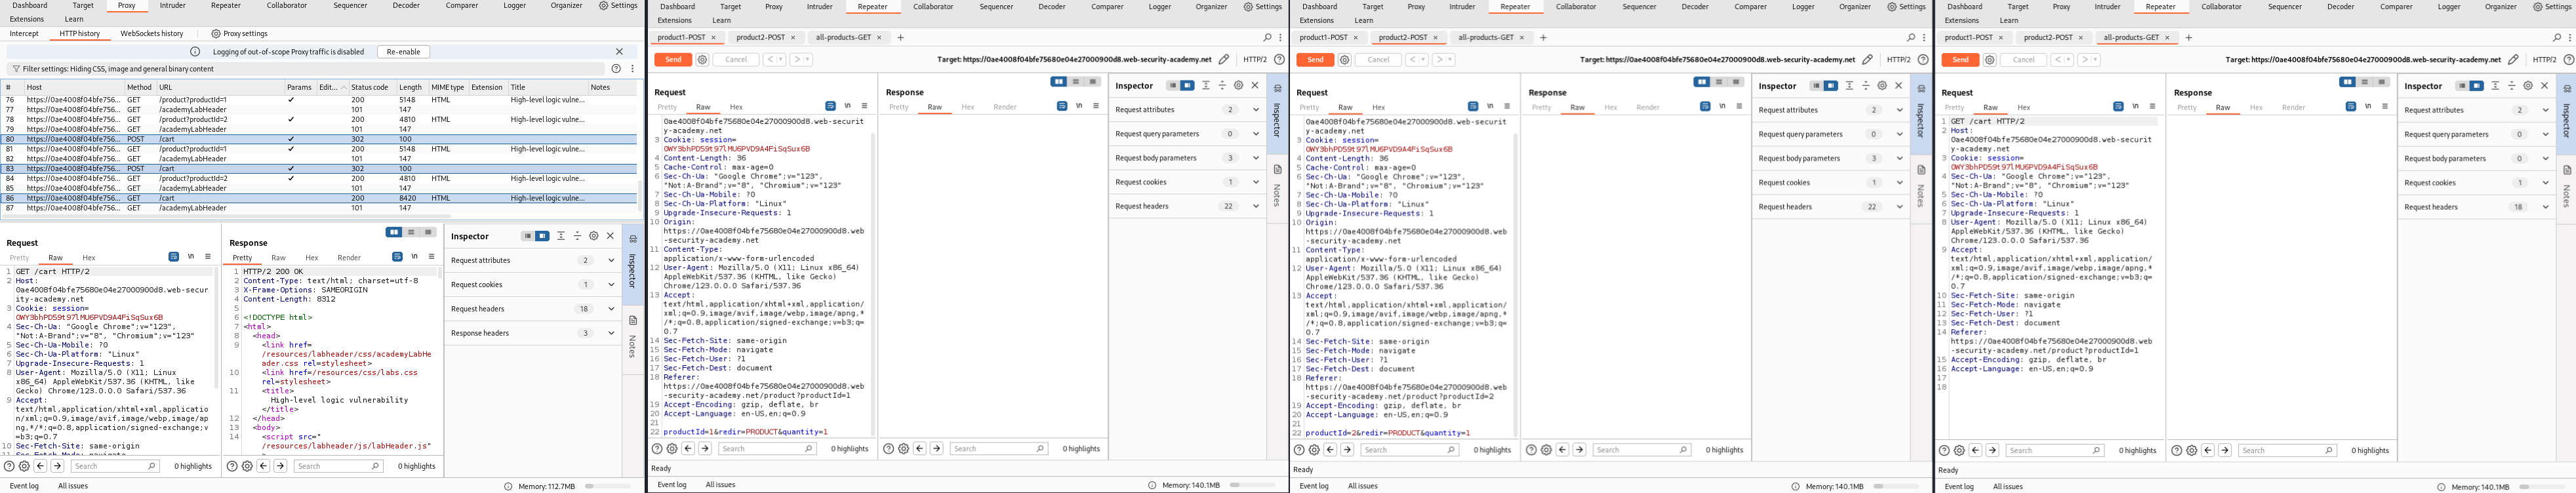 Dashboard Target Proxy Intruder Repeater Collaborator Sequencer Decoder Comparer Logger Organizer Settings
Extensions Learn
Intercept HTTP history WebSockets history Proxy settings
Logging of out-of-scope Proxy traffic is disabled Re-enable
Filter settings: Hiding CSS, image and general binary content
# Host Method URL Params Edit... Status code Length MIME type Extension Title Notes
76 https://0ae4008f04bfe756... GET /product?productId=1 ✓ 200 5148 HTML High-level logic vulne...
77 https://0ae4008f04bfe756... GET /academyLabHeader 101 147
78 https://0ae4008f04bfe756... GET /product?productId=2 ✓ 200 4810 HTML High-level logic vulne...
79 https://0ae4008f04bfe756... GET /academyLabHeader 101 147
80 https://0ae4008f04bfe756... POST /cart ✓ 302 100
81 https://0ae4008f04bfe756... GET /product?productId=1 ✓ 200 5148 HTML High-level logic vulne...
82 https://0ae4008f04bfe756... GET /academyLabHeader 101 147
83 https://0ae4008f04bfe756... POST /cart ✓ 302 100
84 https://0ae4008f04bfe756... GET /product?productId=2 ✓ 200 4810 HTML High-level logic vulne...
85 https://0ae4008f04bfe756... GET /academyLabHeader 101 147
86 https://0ae4008f04bfe756... GET /cart 200 8420 HTML High-level logic vulne...
87 https://0ae4008f04bfe756... GET /academyLabHeader 101 147
Request
Pretty Raw Hex
1 GET /cart HTTP/2
2 Host:
0ae4008f04bfe75680e04e27000900d8.web-secur
ity-academy.net
3 Cookie: session=
OWY3bhPD59t97lMU6PVD9A4FiSqSux6B
4 Sec-Ch-Ua: "Google Chrome";v="123",
"Not:A-Brand";v="8", "Chromium";v="123"
5 Sec-Ch-Ua-Mobile: ?0
6 Sec-Ch-Ua-Platform: "Linux"
7 Upgrade-Insecure-Requests: 1
8 User-Agent: Mozilla/5.0 (X11; Linux
x86_64) AppleWebKit/537.36 (KHTML, like
Gecko) Chrome/123.0.0.0 Safari/537.36
9 Accept:
text/html,application/xhtml+xml,applicatio
n/xml;q=0.9,image/avif,image/webp,image/ap
ng,*/*;q=0.8,application/signed-exchange;v
=b3;q=0.7
10 Sec-Fetch-Site: same-origin
11 Sec-Fetch-Mode: navigate
Search 0 highlights
Response
Pretty Raw Hex Render
1 HTTP/2 200 OK
2 Content-Type: text/html; charset=utf-8
3 X-Frame-Options: SAMEORIGIN
4 Content-Length: 8312
5
6 <!DOCTYPE html>
7 <html>
8 <head>
9 <link href=
/resources/labheader/css/academyLabHe
ader.css rel=stylesheet>
10 <link href=/resources/css/labs.css
rel=stylesheet>
11 <title>
High-level logic vulnerability
</title>
12 </head>
13 <body>
14 <script src="
/resources/labheader/js/labHeader.js"
Search 0 highlights
Inspector
Request attributes 2
Request cookies 1
Request headers 18
Response headers 3
Inspector
Notes
Event log All issues Memory: 112.7MB
Dashboard Target Proxy Intruder Repeater Collaborator Sequencer Decoder Comparer Logger Organizer Settings
Extensions Learn
product1-POST × product2-POST × all-products-GET × +
Send Cancel Target: https://0ae4008f04bfe75680e04e27000900d8.web-security-academy.net HTTP/2
Request
Pretty Raw Hex
0ae4008f04bfe75680e04e27000900d8.web-securit
y-academy.net
3 Cookie: session=
OWY3bhPD59t97lMU6PVD9A4FiSqSux6B
4 Content-Length: 36
5 Cache-Control: max-age=0
6 Sec-Ch-Ua: "Google Chrome";v="123",
"Not:A-Brand";v="8", "Chromium";v="123"
7 Sec-Ch-Ua-Mobile: ?0
8 Sec-Ch-Ua-Platform: "Linux"
9 Upgrade-Insecure-Requests: 1
10 Origin:
https://0ae4008f04bfe75680e04e27000900d8.web
-security-academy.net
11 Content-Type:
application/x-www-form-urlencoded
12 User-Agent: Mozilla/5.0 (X11; Linux x86_64)
AppleWebKit/537.36 (KHTML, like Gecko)
Chrome/123.0.0.0 Safari/537.36
13 Accept:
text/html,application/xhtml+xml,application/
xml;q=0.9,image/avif,image/webp,image/apng,*
/*;q=0.8,application/signed-exchange;v=b3;q=
0.7
14 Sec-Fetch-Site: same-origin
15 Sec-Fetch-Mode: navigate
16 Sec-Fetch-User: ?1
17 Sec-Fetch-Dest: document
18 Referer:
https://0ae4008f04bfe75680e04e27000900d8.web
-security-academy.net/product?productId=1
19 Accept-Encoding: gzip, deflate, br
20 Accept-Language: en-US,en;q=0.9
21
22 productId=1&redir=PRODUCT&quantity=1
Search 0 highlights
Response
Pretty Raw Hex Render
Search 0 highlights
Inspector
Request attributes 2
Request query parameters 0
Request body parameters 3
Request cookies 1
Request headers 22
Inspector
Notes
Ready
Event log All issues Memory: 140.1MB
Dashboard Target Proxy Intruder Repeater Collaborator Sequencer Decoder Comparer Logger Organizer Settings
Extensions Learn
product1-POST × product2-POST × all-products-GET × +
Send Cancel Target: https://0ae4008f04bfe75680e04e27000900d8.web-security-academy.net HTTP/2
Request
Pretty Raw Hex
0ae4008f04bfe75680e04e27000900d8.web-securit
y-academy.net
3 Cookie: session=
OWY3bhPD59t97lMU6PVD9A4FiSqSux6B
4 Content-Length: 36
5 Cache-Control: max-age=0
6 Sec-Ch-Ua: "Google Chrome";v="123",
"Not:A-Brand";v="8", "Chromium";v="123"
7 Sec-Ch-Ua-Mobile: ?0
8 Sec-Ch-Ua-Platform: "Linux"
9 Upgrade-Insecure-Requests: 1
10 Origin:
https://0ae4008f04bfe75680e04e27000900d8.web
-security-academy.net
11 Content-Type:
application/x-www-form-urlencoded
12 User-Agent: Mozilla/5.0 (X11; Linux x86_64)
AppleWebKit/537.36 (KHTML, like Gecko)
Chrome/123.0.0.0 Safari/537.36
13 Accept:
text/html,application/xhtml+xml,application/
xml;q=0.9,image/avif,image/webp,image/apng,*
/*;q=0.8,application/signed-exchange;v=b3;q=
0.7
14 Sec-Fetch-Site: same-origin
15 Sec-Fetch-Mode: navigate
16 Sec-Fetch-User: ?1
17 Sec-Fetch-Dest: document
18 Referer:
https://0ae4008f04bfe75680e04e27000900d8.web
-security-academy.net/product?productId=2
19 Accept-Encoding: gzip, deflate, br
20 Accept-Language: en-US,en;q=0.9
21
22 productId=2&redir=PRODUCT&quantity=1
Search 0 highlights
Response
Pretty Raw Hex Render
Search 0 highlights
Inspector
Request attributes 2
Request query parameters 0
Request body parameters 3
Request cookies 1
Request headers 22
Inspector
Notes
Ready
Event log All issues Memory: 140.1MB
Dashboard Target Proxy Intruder Repeater Collaborator Sequencer Decoder Comparer Logger Organizer Settings
Extensions Learn
product1-POST × product2-POST × all-products-GET × +
Send Cancel Target: https://0ae4008f04bfe75680e04e27000900d8.web-security-academy.net HTTP/2
Request
Pretty Raw Hex
1 GET /cart HTTP/2
2 Host:
0ae4008f04bfe75680e04e27000900d8.web-securit
y-academy.net
3 Cookie: session=
OWY3bhPD59t97lMU6PVD9A4FiSqSux6B
4 Sec-Ch-Ua: "Google Chrome";v="123",
"Not:A-Brand";v="8", "Chromium";v="123"
5 Sec-Ch-Ua-Mobile: ?0
6 Sec-Ch-Ua-Platform: "Linux"
7 Upgrade-Insecure-Requests: 1
8 User-Agent: Mozilla/5.0 (X11; Linux x86_64)
AppleWebKit/537.36 (KHTML, like Gecko)
Chrome/123.0.0.0 Safari/537.36
9 Accept:
text/html,application/xhtml+xml,application/
xml;q=0.9,image/avif,image/webp,image/apng,*
/*;q=0.8,application/signed-exchange;v=b3;q=
0.7
10 Sec-Fetch-Site: same-origin
11 Sec-Fetch-Mode: navigate
12 Sec-Fetch-User: ?1
13 Sec-Fetch-Dest: document
14 Referer:
https://0ae4008f04bfe75680e04e27000900d8.web
-security-academy.net/product?productId=1
15 Accept-Encoding: gzip, deflate, br
16 Accept-Language: en-US,en;q=0.9
17
18
Search 0 highlights
Response
Pretty Raw Hex Render
Search 0 highlights
Inspector
Request attributes 2
Request query parameters 0
Request body parameters 0
Request cookies 1
Request headers 18
Inspector
Notes
Ready
Event log All issues Memory: 140.1MB